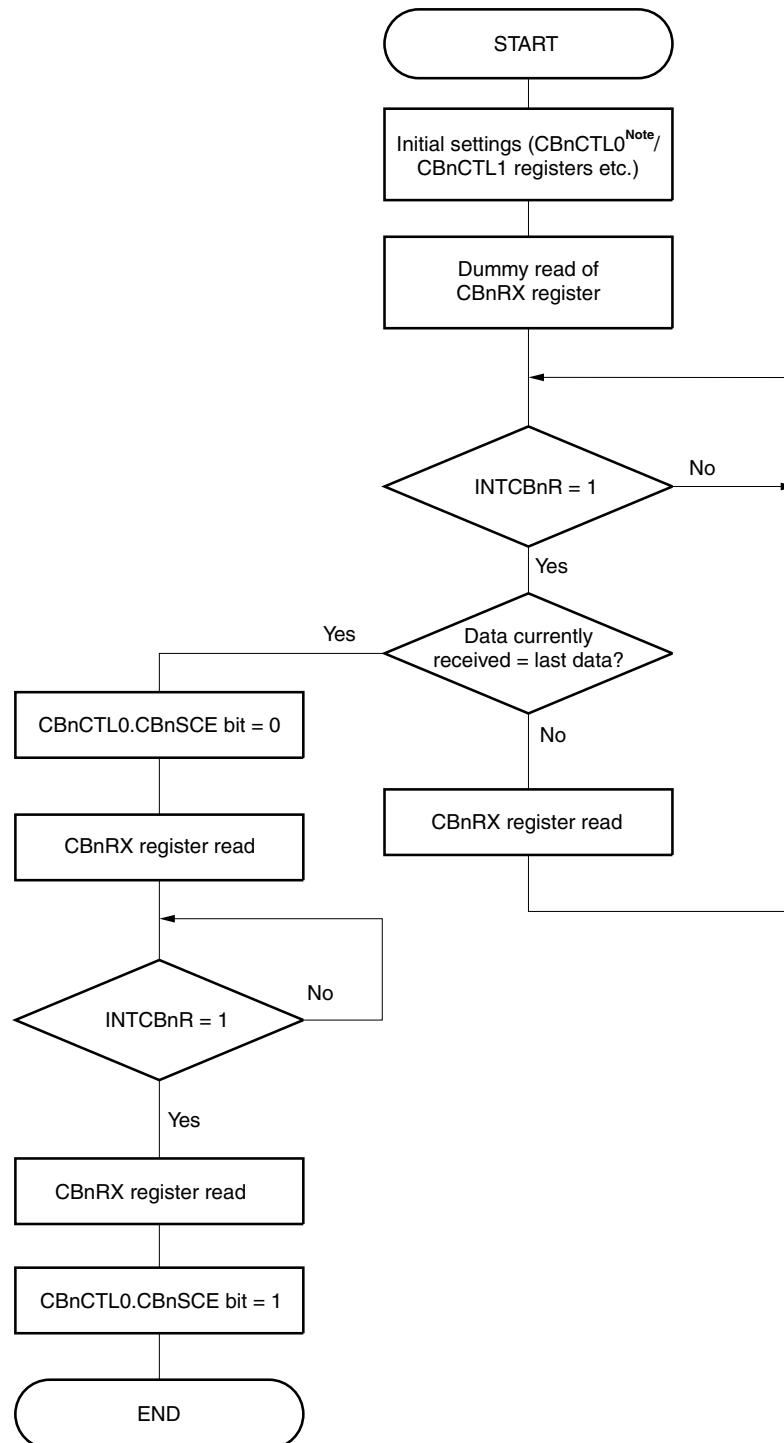 START
Initial settings (CBnCTL0Note/
CBnCTL1 registers etc.)
Dummy read of
CBnRX register
INTCBnR = 1
No
Yes
Data currently
received = last data?
Yes
No
CBnCTL0.CBnSCE bit = 0
CBnRX register read
CBnRX register read
INTCBnR = 1
No
Yes
CBnRX register read
CBnCTL0.CBnSCE bit = 1
END